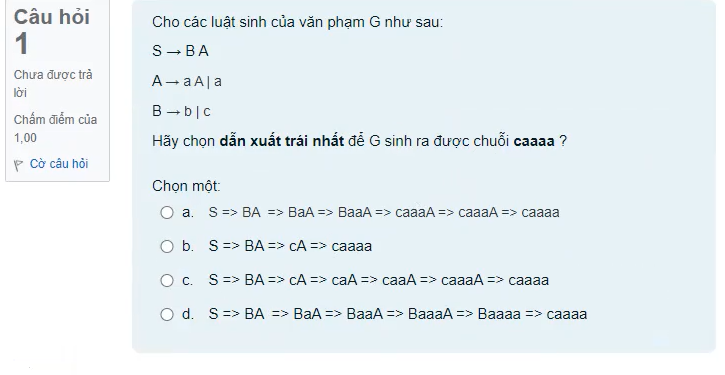 Câu hỏi
1
Chưa được trả
lời
Chấm điểm của
1,00
Cờ câu hỏi
Cho các luật sinh của văn phạm G như sau:
S → B A
A → a A | a
B → b | c
Hãy chọn dẫn xuất trái nhất để G sinh ra được chuỗi caaaa ?
Chọn một:
a. S => BA => BaA => BaaA => caaaA => caaaA => caaaa
b. S => BA => cA => caaaa
c. S => BA => cA => caA => caaA => caaaA => caaaa
d. S => BA => BaA => BaaA => BaaaA => Baaaa => caaaa